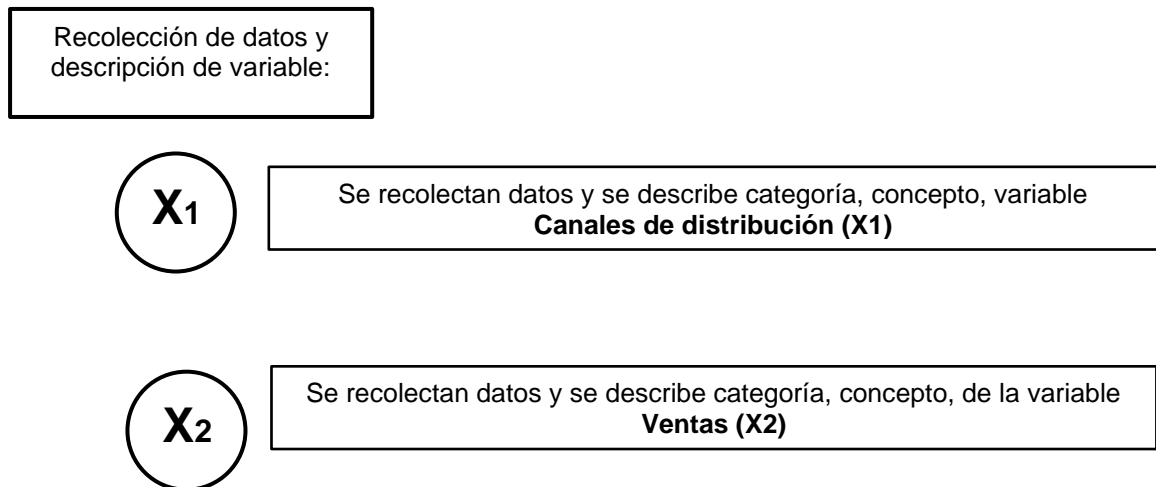 Recolección de datos y
descripción de variable:
X1
Se recolectan datos y se describe categoría, concepto, variable
Canales de distribución (X1)
X2
Se recolectan datos y se describe categoría, concepto, de la variable
Ventas (X2)